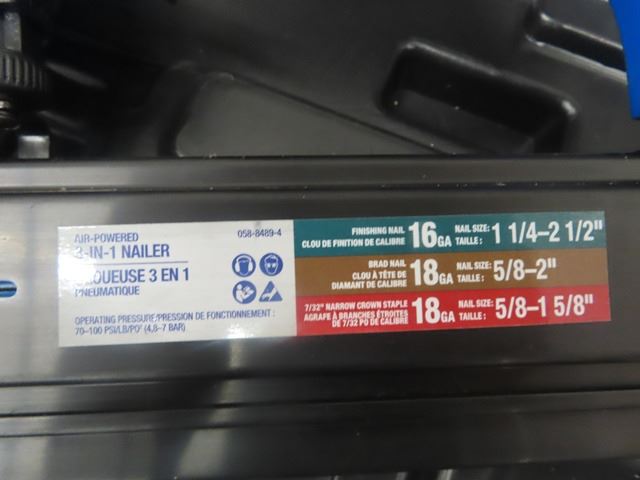 AIR-POWERED 058-8489-4
3-IN-1 NAILER
CLOUEUSE 3 EN 1
PNEUMATIQUE
OPERATING PRESSURE/PRESSION DE FONCTIONNEMENT :
70–100 PSI/LB/PO² (4,8–7 BAR)
FINISHING NAIL
CLOU DE FINITION DE CALIBRE
16GA
NAIL SIZE:
TAILLE :
1 1/4–2 1/2"
BRAD NAIL
CLOU À TÊTE DE
DIAMANT DE CALIBRE
18GA
NAIL SIZE:
TAILLE :
5/8–2"
7/32" NARROW CROWN STAPLE
AGRAFE À BRANCHES ÉTROITES
DE 7/32 PO DE CALIBRE
18GA
NAIL SIZE:
TAILLE :
5/8–1 5/8"